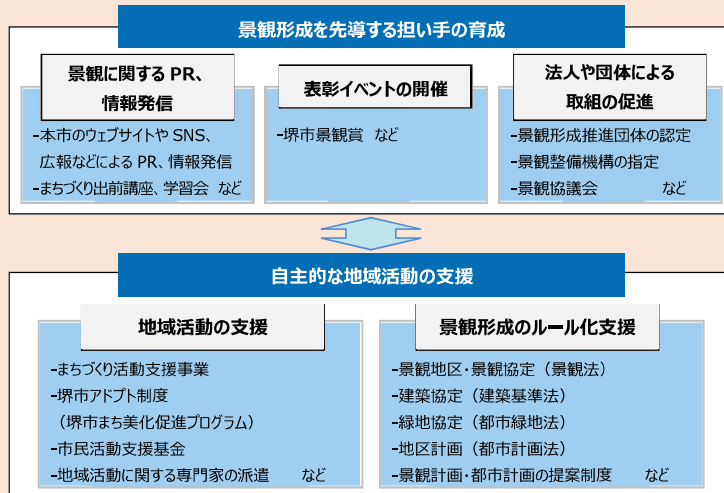 景観形成を先導する担い手の育成
景観に関する PR、
情報発信
-本市のウェブサイトや SNS、
広報などによる PR、情報発信
-まちづくり出前講座、学習会 など
表彰イベントの開催
-堺市景観賞 など
法人や団体による
取組の促進
-景観形成推進団体の認定
-景観整備機構の指定
-景観協議会 など
自主的な地域活動の支援
地域活動の支援
-まちづくり活動支援事業
-堺市アドプト制度
(堺市まち美化促進プログラム)
-市民活動支援基金
-地域活動に関する専門家の派遣 など
景観形成のルール化支援
-景観地区・景観協定(景観法)
-建築協定(建築基準法)
-緑地協定(都市緑地法)
-地区計画(都市計画法)
-景観計画・都市計画の提案制度 など